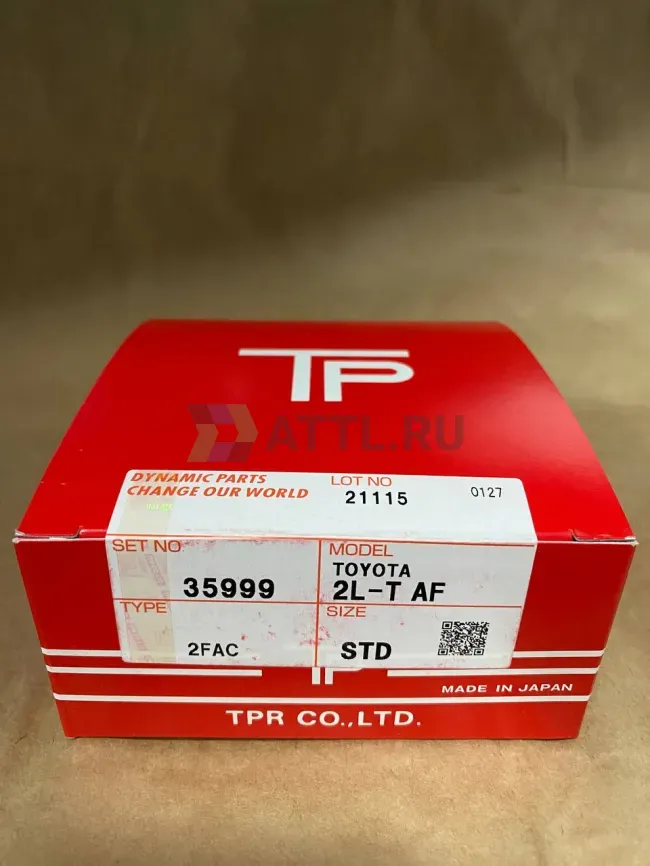 TP
ATTL.RU
DYNAMIC PARTS
CHANGE OUR WORLD
LOT NO
21115
0127
SET NO
35999
MODEL
TOYOTA
2L-T AF
TYPE
2FAC
SIZE
STD
MADE IN JAPAN
TPR CO.,LTD.